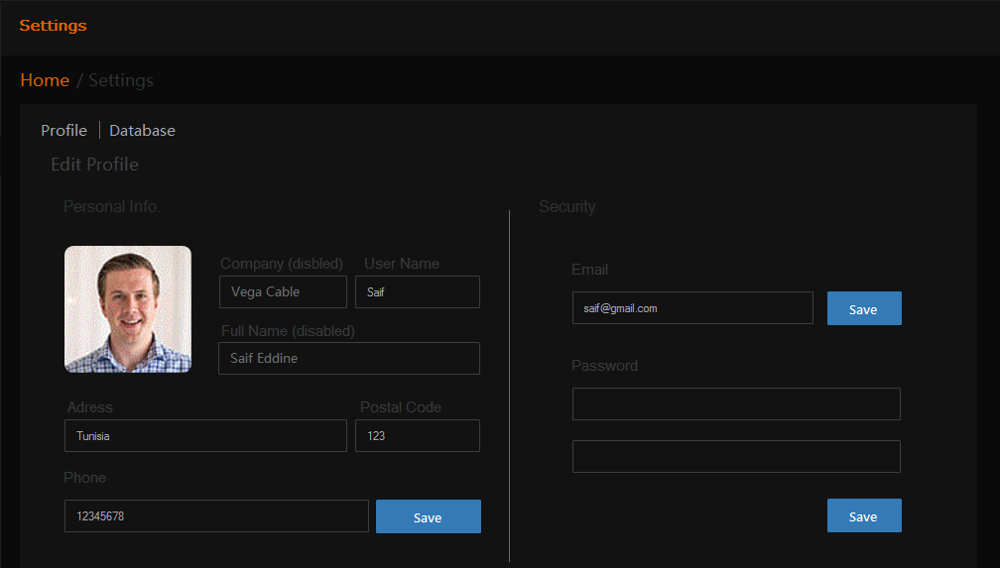 Settings
Home / Settings
Profile | Database
Edit Profile
Personal Info.
Company (disbled) User Name
Vega Cable Saif
Full Name (disabled)
Saif Eddine
Adress Postal Code
Tunisia 123
Phone
12345678 Save
Security
Email
saif@gmail.com Save
Password
Save